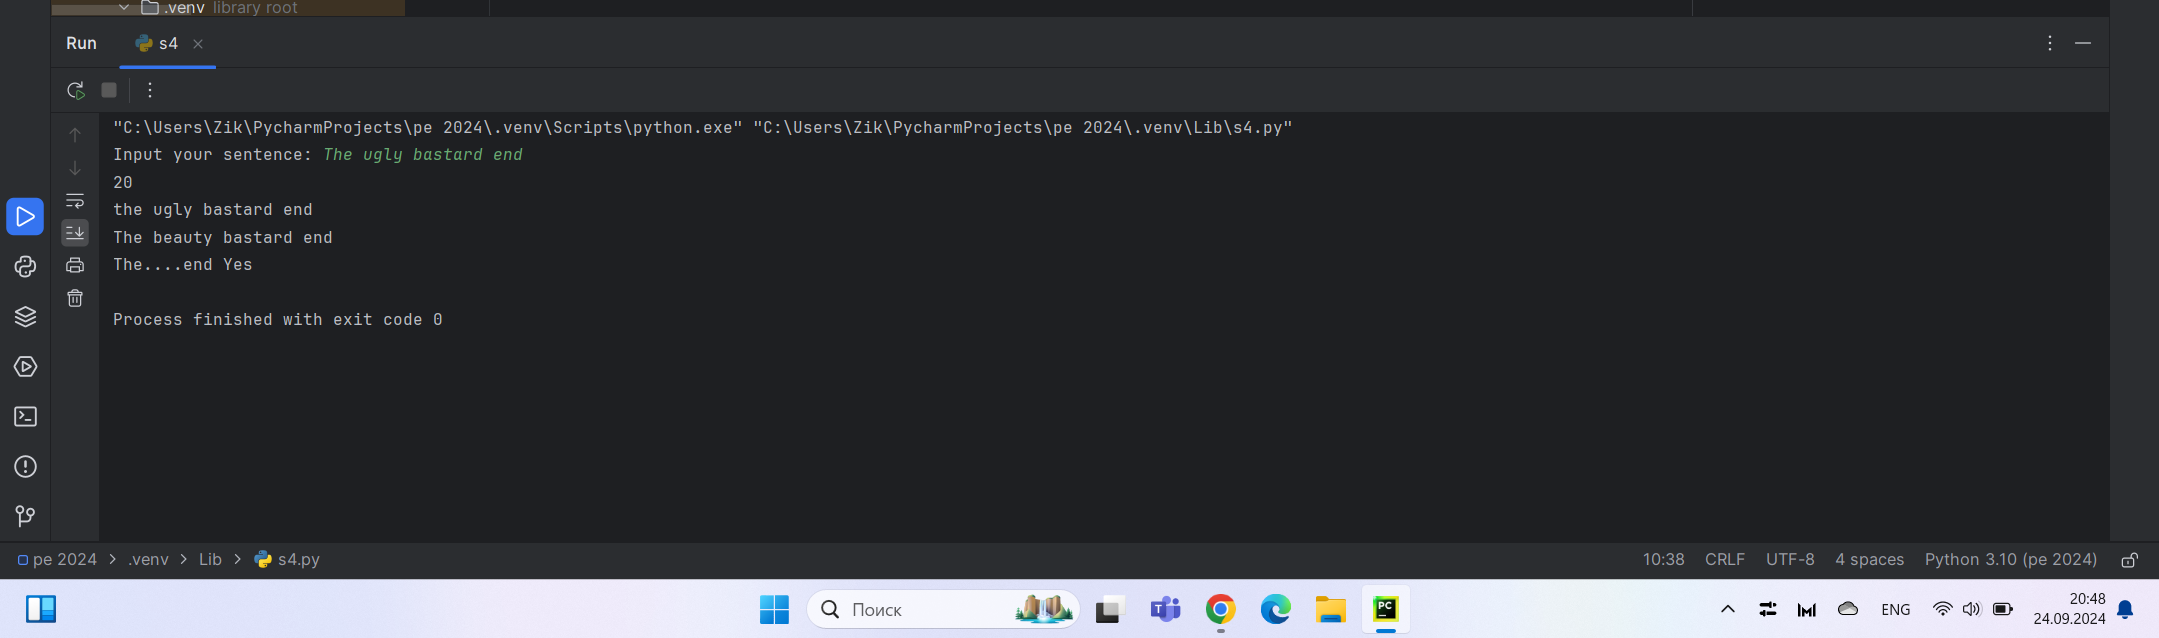 .venv library root
Run s4
"C:\Users\Zik\PycharmProjects\pe 2024\.venv\Scripts\python.exe" "C:\Users\Zik\PycharmProjects\pe 2024\.venv\Lib\s4.py"
Input your sentence: The ugly bastard end
20
the ugly bastard end
The beauty bastard end
The....end Yes
Process finished with exit code 0
pe 2024 > .venv > Lib > s4.py 10:38 CRLF UTF-8 4 spaces Python 3.10 (pe 2024)
Поиск ENG 20:48
24.09.2024